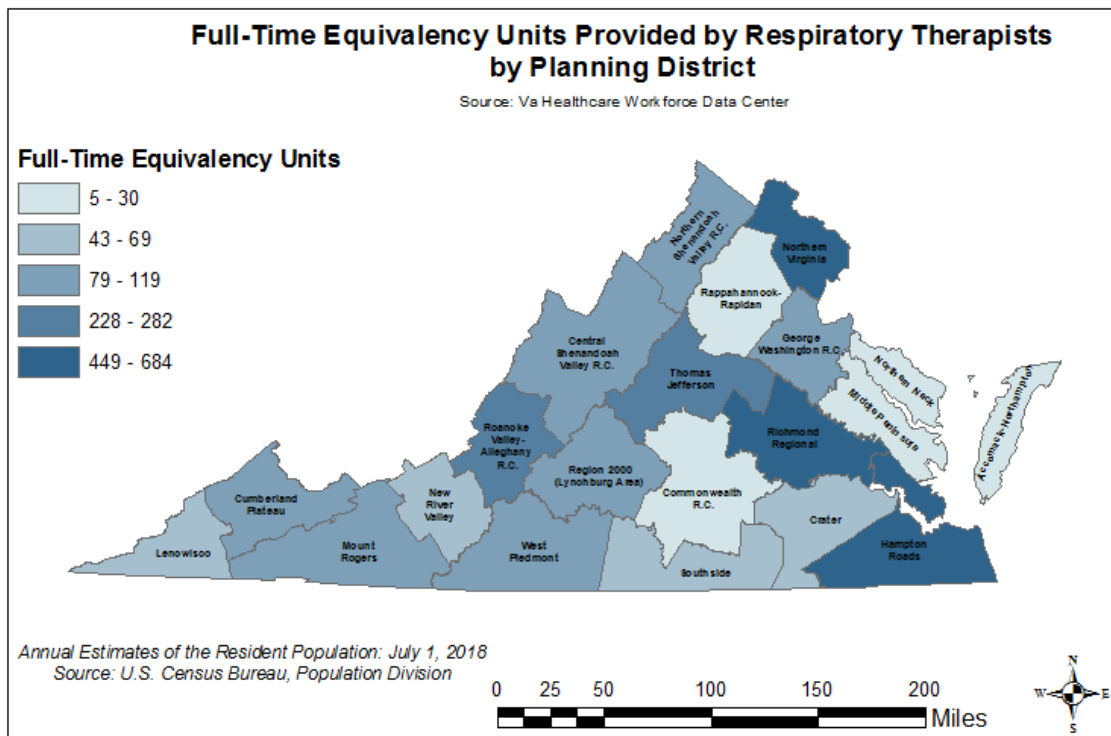 Full-Time Equivalency Units Provided by Respiratory Therapists
by Planning District
Source: Va Healthcare Workforce Data Center
Full-Time Equivalency Units
5 - 30
43 - 69
79 - 119
228 - 282
449 - 684
Northern
Shenandoah
Valley R.C.
Northern
Virginia
Rappahannock-
Rapidan
Central
Shenandoah
Valley R.C.
George
Washington R.C.
Northern Neck
Thomas
Jefferson
Middle Peninsula
Accomack-Northampton
Roanoke
Valley-
Alleghany
R.C.
Richmond
Regional
Region 2000
(Lynchburg Area)
Commonwealth
R.C.
Cumberland
Plateau
New
River
Valley
Crater
Lenowisco
Mount
Rogers
West
Piedmont
Southside
Hampton
Roads
Annual Estimates of the Resident Population: July 1, 2018
Source: U.S. Census Bureau, Population Division
0 25 50 100 150 200
Miles
N
W E
S